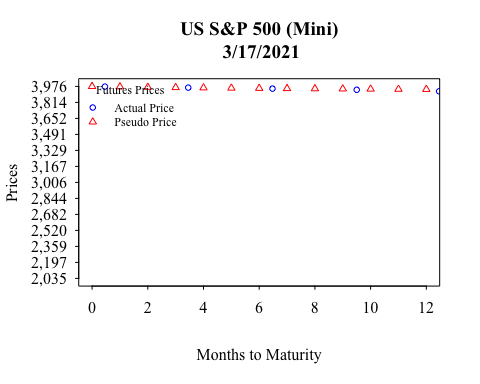 US S&P 500 (Mini)
3/17/2021
Prices
3,976
3,814
3,652
3,491
3,329
3,167
3,006
2,844
2,682
2,520
2,359
2,197
2,035
Futures Prices
Actual Price
Pseudo Price
0 2 4 6 8 10 12
Months to Maturity